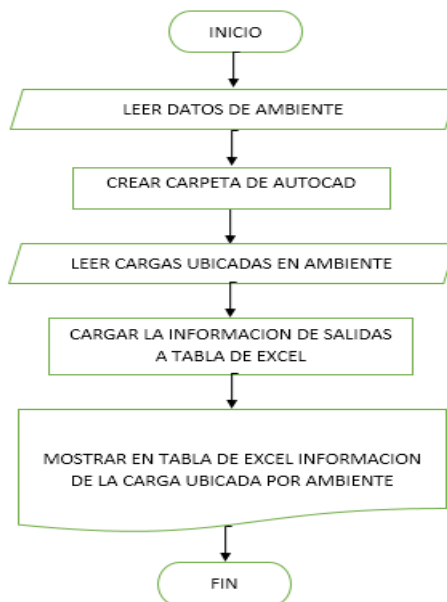 INICIO
LEER DATOS DE AMBIENTE
CREAR CARPETA DE AUTOCAD
LEER CARGAS UBICADAS EN AMBIENTE
CARGAR LA INFORMACION DE SALIDAS
A TABLA DE EXCEL
MOSTRAR EN TABLA DE EXCEL INFORMACION
DE LA CARGA UBICADA POR AMBIENTE
FIN